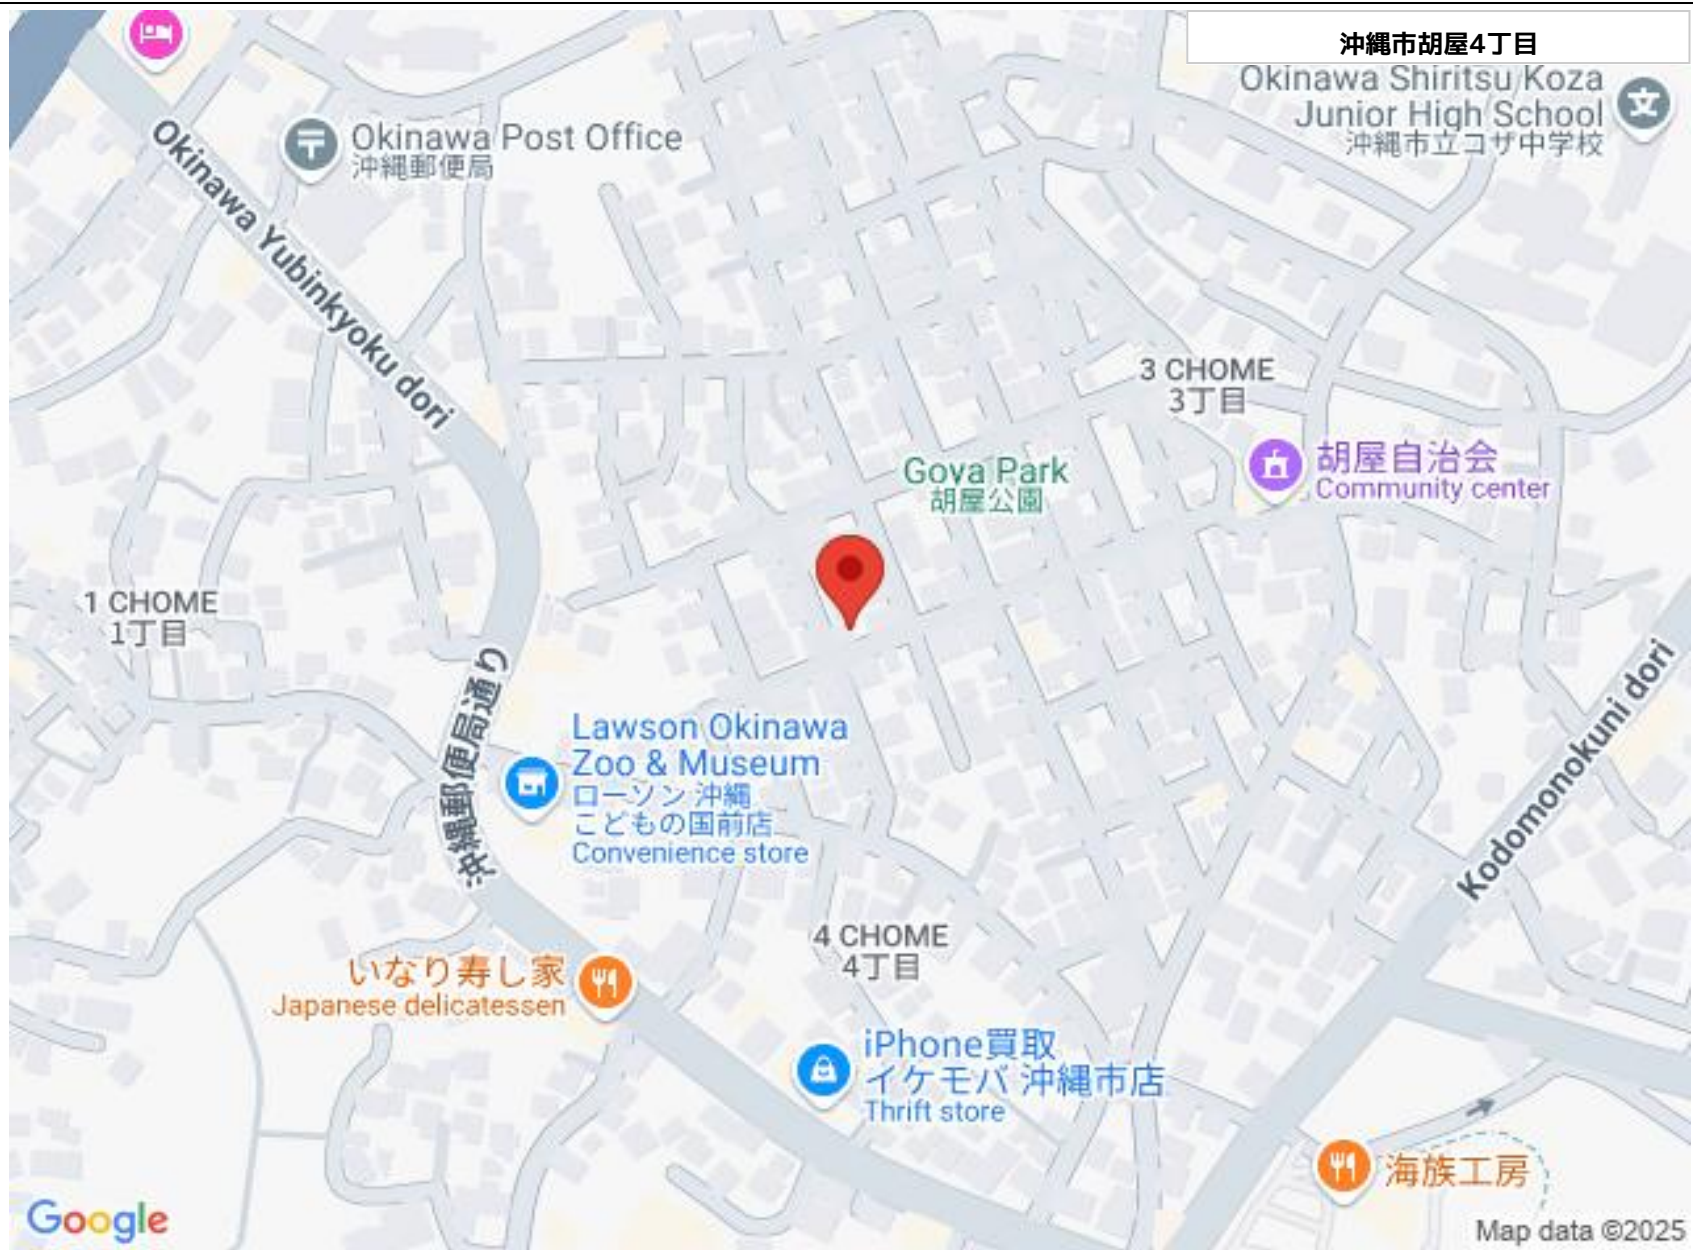 沖縄市胡屋4丁目
Okinawa Shiritsu Koza
Junior High School
沖縄市立コザ中学校
Okinawa Post Office
沖縄郵便局
Okinawa Yubinkyoku dori
3 CHOME
3丁目
Goya Park
胡屋公園
胡屋自治会
Community center
1 CHOME
1丁目
沖縄郵便局通り
Lawson Okinawa
Zoo & Museum
ローソン 沖縄
こどもの国前店
Convenience store
Kodomonokuni dori
4 CHOME
4丁目
いなり寿し家
Japanese delicatessen
iPhone買取
イケモバ 沖縄市店
Thrift store
海族工房
Google
Map data ©2025